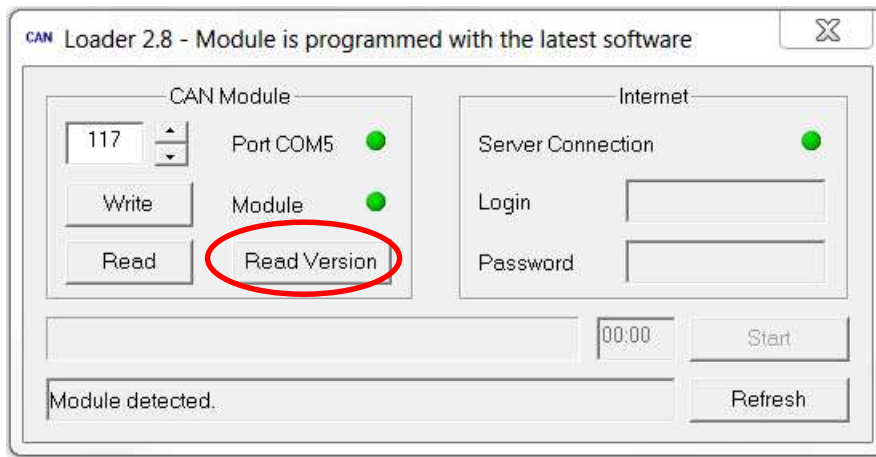 CAN Loader 2.8 - Module is programmed with the latest software
CAN Module
117
Port COM5
Write
Module
Read
Read Version
Internet
Server Connection
Login
Password
00:00
Start
Module detected.
Refresh